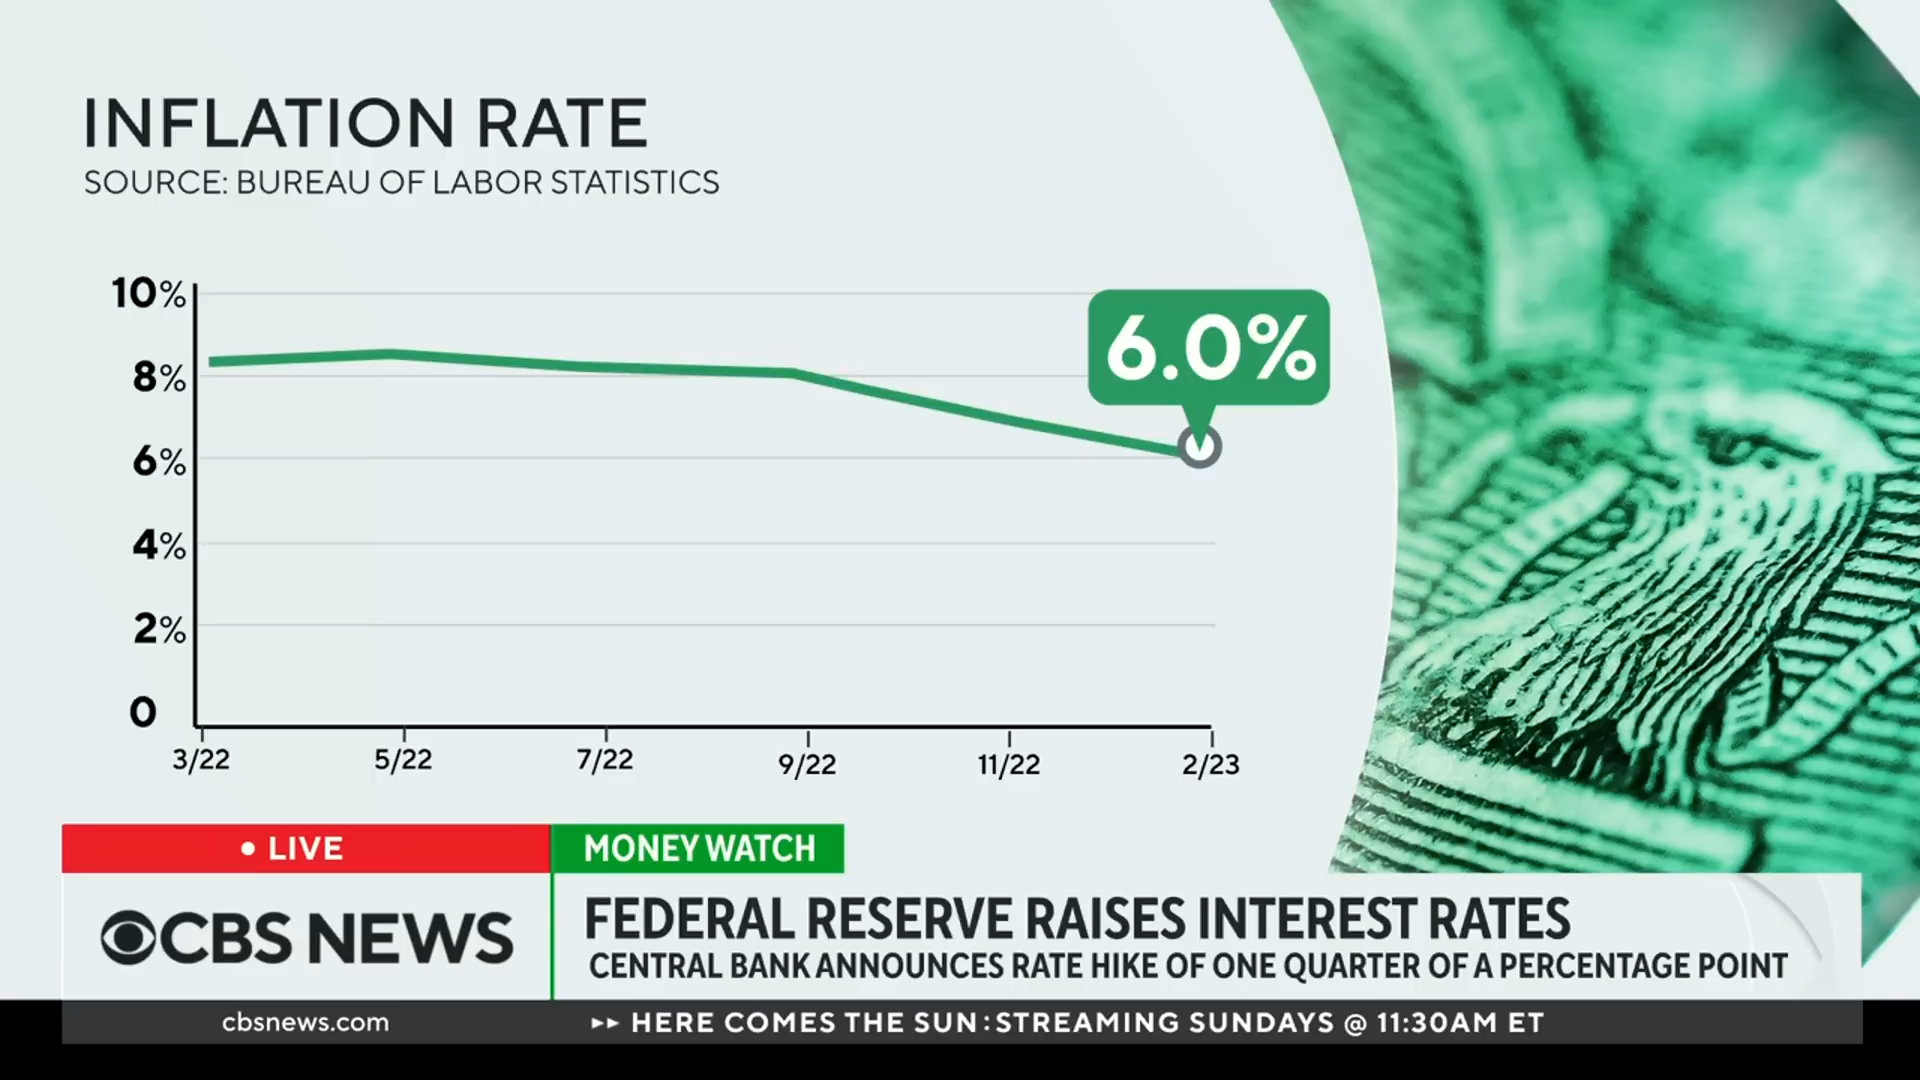 INFLATION RATE
SOURCE: BUREAU OF LABOR STATISTICS
10%
8%
6%
4%
2%
0
6.0%
3/22 5/22 7/22 9/22 11/22 2/23
• LIVE
MONEY WATCH
CBS NEWS
FEDERAL RESERVE RAISES INTEREST RATES
CENTRAL BANK ANNOUNCES RATE HIKE OF ONE QUARTER OF A PERCENTAGE POINT
cbsnews.com
HERE COMES THE SUN: STREAMING SUNDAYS @ 11:30AM ET